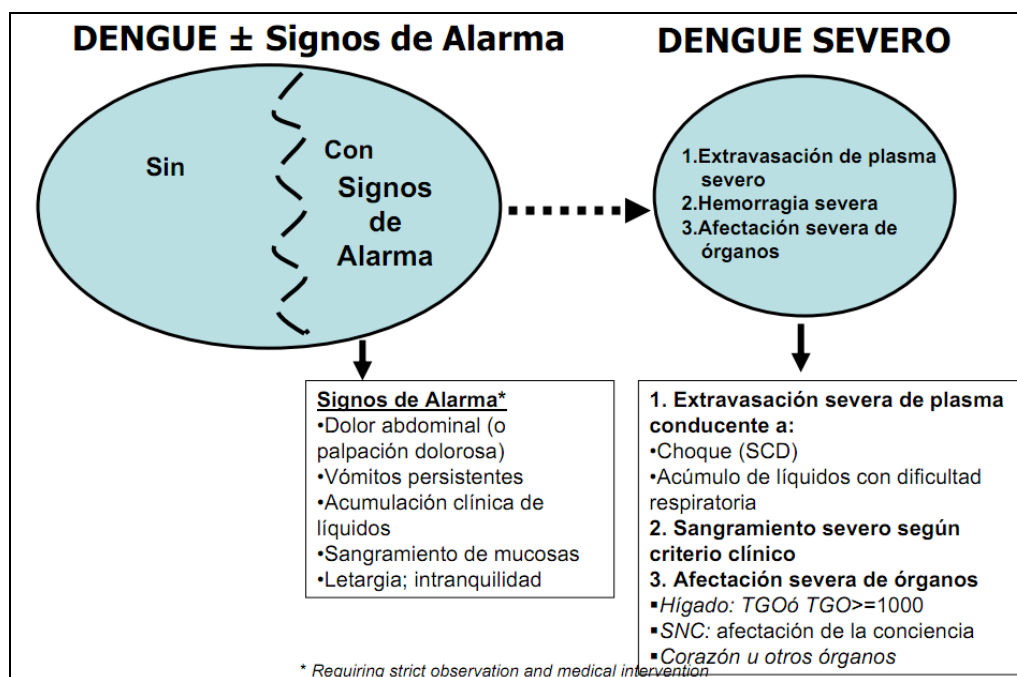 DENGUE ± Signos de Alarma
DENGUE SEVERO
Sin
Con
Signos
de
Alarma
1.Extravasación de plasma
severo
2.Hemorragia severa
3.Afectación severa de
órganos
Signos de Alarma*
•Dolor abdominal (o
palpación dolorosa)
•Vómitos persistentes
•Acumulación clínica de
líquidos
•Sangramiento de mucosas
•Letargia; intranquilidad
1. Extravasación severa de plasma
conducente a:
•Choque (SCD)
•Acúmulo de líquidos con dificultad
respiratoria
2. Sangramiento severo según
criterio clínico
3. Afectación severa de órganos
▪Hígado: TGOó TGO>=1000
▪SNC: afectación de la conciencia
▪Corazón u otros órganos
* Requiring strict observation and medical intervention